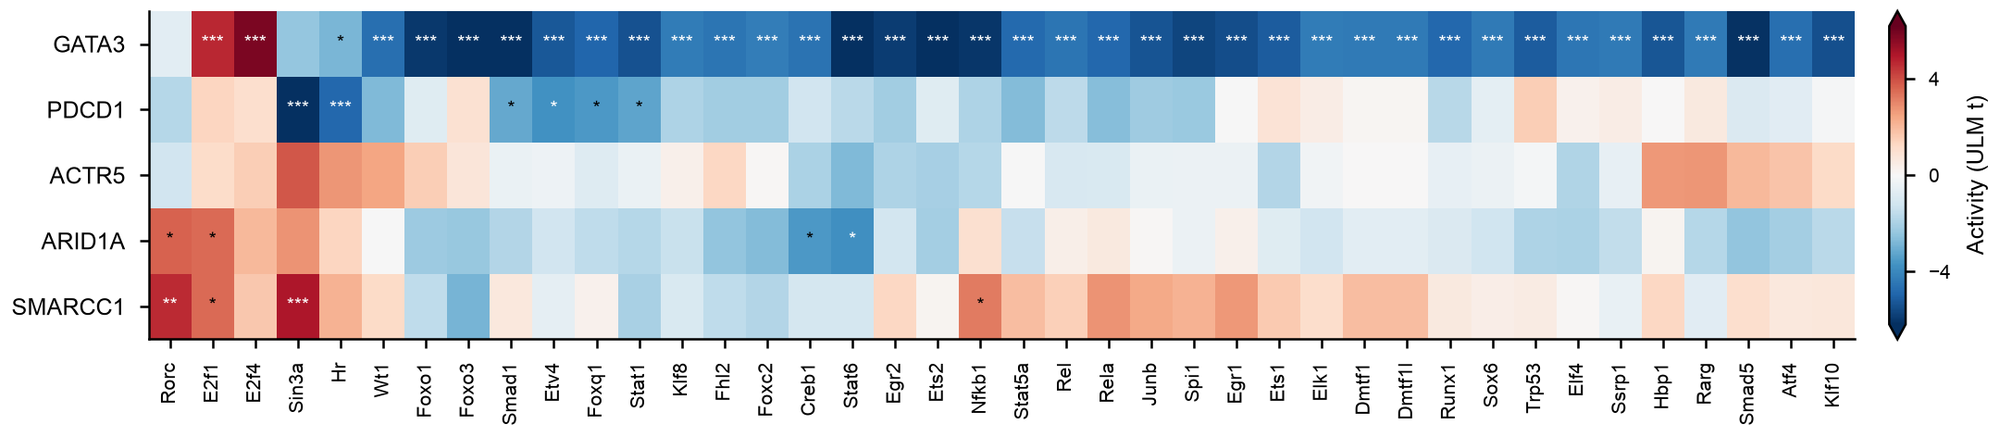 GATA3 *** *** * *** *** *** *** *** *** *** *** *** *** *** *** *** *** *** *** *** *** *** *** *** *** *** *** *** *** *** *** *** *** *** *** *** *** ***
PDCD1 *** *** * * * *
ACTR5
ARID1A * * * *
SMARCC1 ** * *** *
4
0
−4
Activity (ULM t)
Rorc
E2f1
E2f4
Sin3a
Hr
Wt1
Foxo1
Foxo3
Smad1
Etv4
Foxq1
Stat1
Klf8
Fhl2
Foxc2
Creb1
Stat6
Egr2
Ets2
Nfkb1
Stat5a
Rel
Rela
Junb
Spi1
Egr1
Ets1
Elk1
Dmtf1
Dmtf1l
Runx1
Sox6
Trp53
Elf4
Ssrp1
Hbp1
Rarg
Smad5
Atf4
Klf10